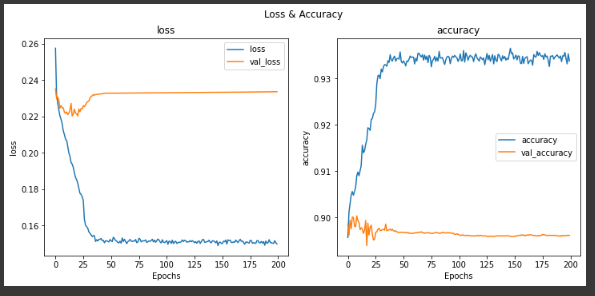 Loss & Accuracy
loss
accuracy
0.26
0.24
0.22
0.20
0.18
0.16
loss
loss
val_loss
0 25 50 75 100 125 150 175 200
Epochs
0.93
0.92
0.91
0.90
accuracy
accuracy
val_accuracy
0 25 50 75 100 125 150 175 200
Epochs